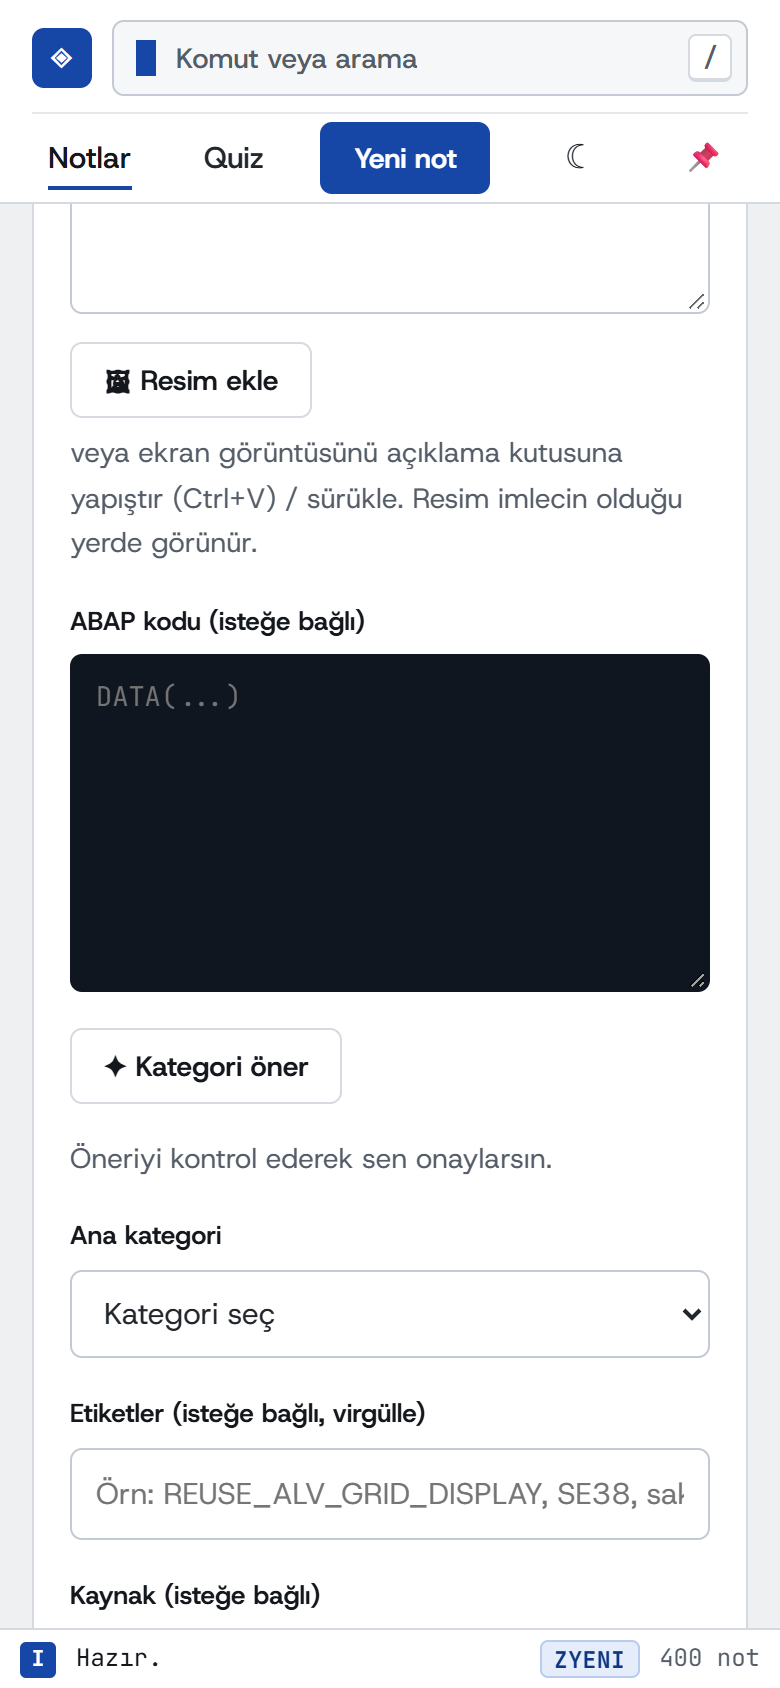 Komut veya arama /
Notlar Quiz Yeni not
Resim ekle
veya ekran görüntüsünü açıklama kutusuna
yapıştır (Ctrl+V) / sürükle. Resim imlecin olduğu
yerde görünür.
ABAP kodu (isteğe bağlı)
DATA(...)
Kategori öner
Öneriyi kontrol ederek sen onaylarsın.
Ana kategori
Kategori seç
Etiketler (isteğe bağlı, virgülle)
Örn: REUSE_ALV_GRID_DISPLAY, SE38, sak
Kaynak (isteğe bağlı)
I Hazır. ZYENI 400 not